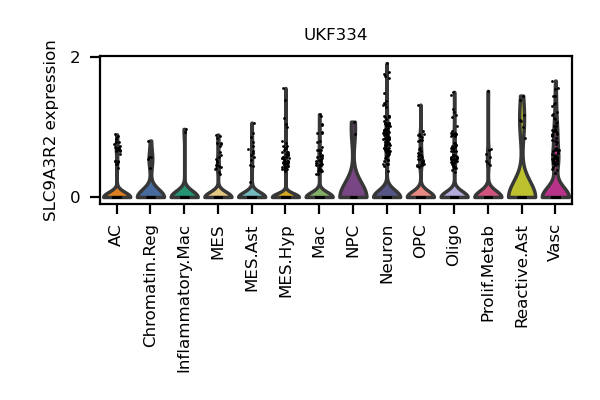 UKF334
SLC9A3R2 expression
2
0
AC
Chromatin.Reg
Inflammatory.Mac
MES
MES.Ast
MES.Hyp
Mac
NPC
Neuron
OPC
Oligo
Prolif.Metab
Reactive.Ast
Vasc